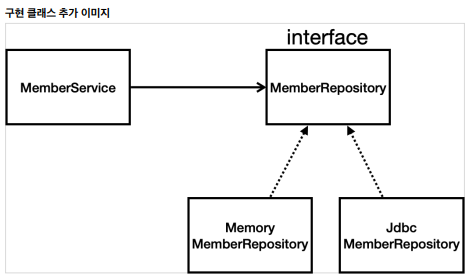 구현 클래스 추가 이미지
interface
MemberService
MemberRepository
Memory
MemberRepository
Jdbc
MemberRepository